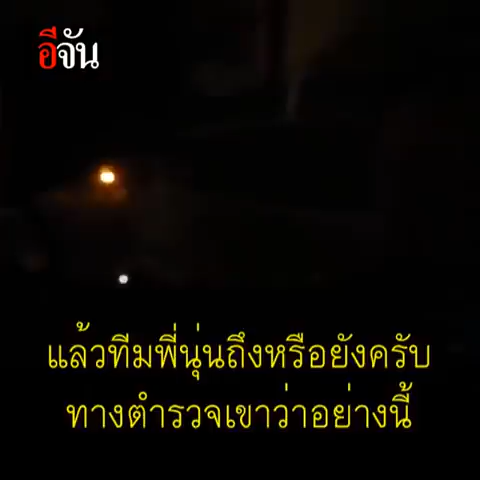 อีจัน
แล้วทีมพี่นุ่นถึงหรือยังครับ
ทางตำรวจเขาว่าอย่างนี้